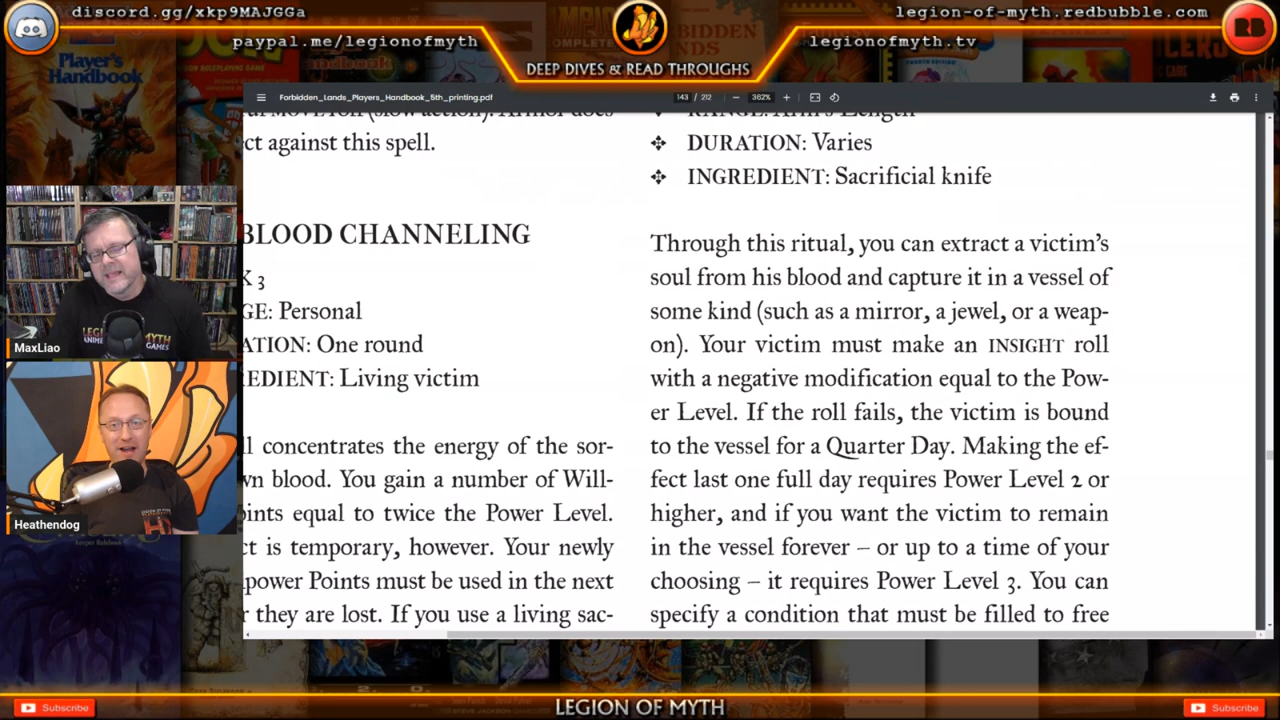 discord.gg/xkp9MAJGGa
paypal.me/legionofmyth
legion-of-myth.redbubble.com
legionofmyth.tv
DEEP DIVES & READ THROUGHS
Player's
Handbook
Forbidden_Lands_Players_Handbook_5th_printing.pdf
143 / 212
362%
ct against this spell.
BLOOD CHANNELING
K 3
GE: Personal
ATION: One round
REDIENT: Living victim
ll concentrates the energy of the sor-
wn blood. You gain a number of Will-
oints equal to twice the Power Level.
ct is temporary, however. Your newly
power Points must be used in the next
r they are lost. If you use a living sac-
RANGE: Arm's Length
DURATION: Varies
INGREDIENT: Sacrificial knife
Through this ritual, you can extract a victim's
soul from his blood and capture it in a vessel of
some kind (such as a mirror, a jewel, or a weap-
on). Your victim must make an INSIGHT roll
with a negative modification equal to the Pow-
er Level. If the roll fails, the victim is bound
to the vessel for a Quarter Day. Making the ef-
fect last one full day requires Power Level 2 or
higher, and if you want the victim to remain
in the vessel forever – or up to a time of your
choosing – it requires Power Level 3. You can
specify a condition that must be filled to free
MaxLiao
Heathendog
Subscribe
LEGION OF MYTH
Subscribe